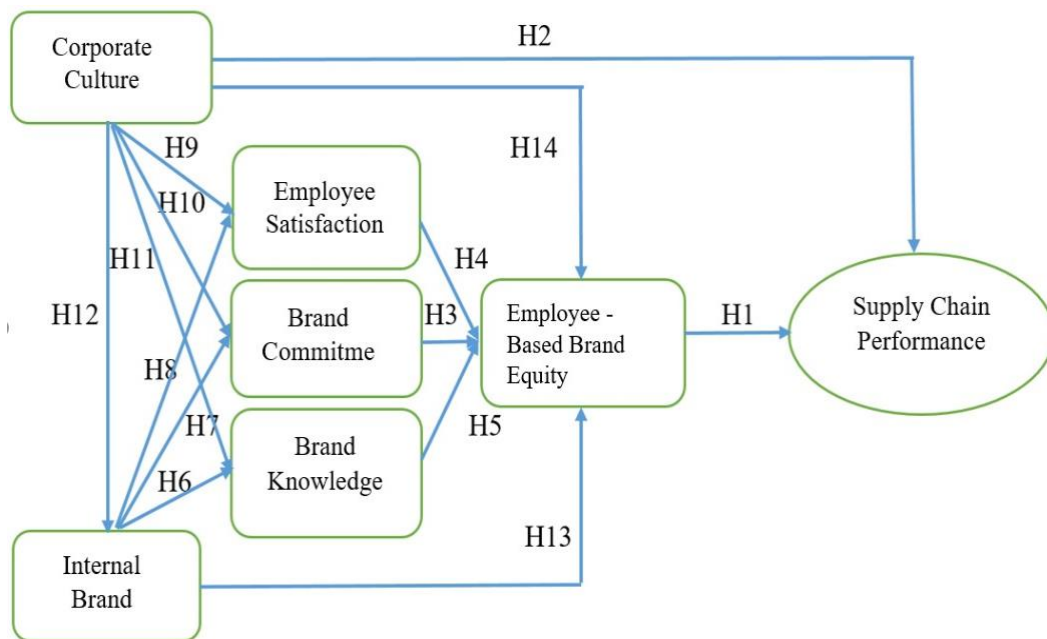 Corporate
Culture
H2
H9
H14
H10
Employee
Satisfaction
H11
H4
H12
Brand
Commitme
H3
Employee -
Based Brand
Equity
H1
Supply Chain
Performance
H8
H7
H5
Brand
Knowledge
H6
H13
Internal
Brand